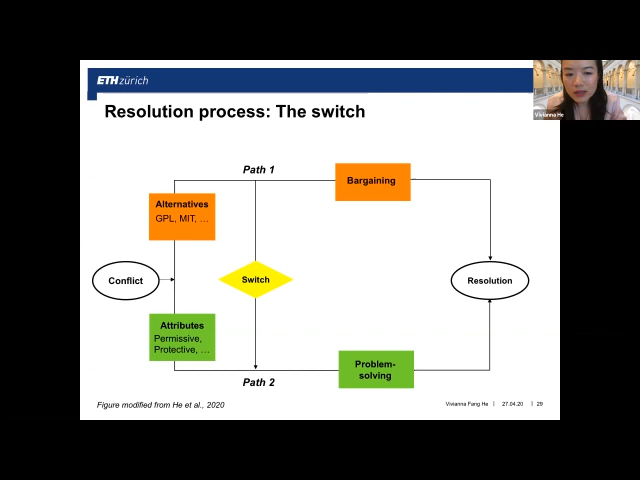 ETH zürich
Resolution process: The switch
Vivianna He
Path 1
Bargaining
Alternatives
GPL, MIT, …
Conflict
Switch
Resolution
Attributes
Permissive,
Protective, …
Problem-
solving
Path 2
Figure modified from He et al., 2020
Vivianna Fang He | 27.04.20 | 29